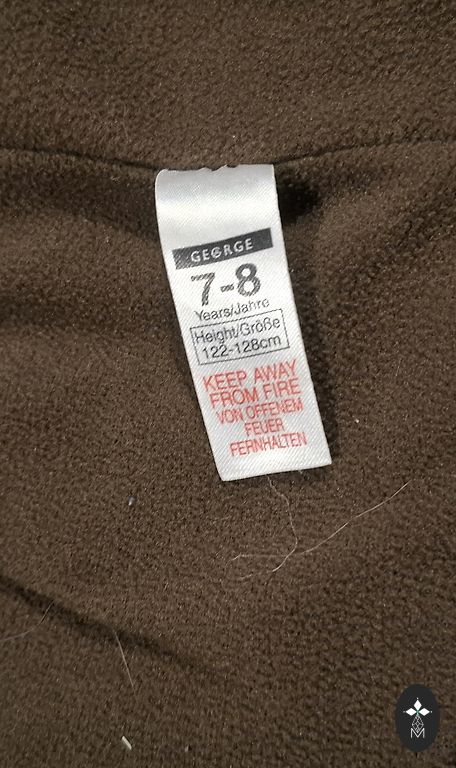 GEORGE
7-8
Years/Jahre
Height/Größe
122-128cm
KEEP AWAY
FROM FIRE
VON OFFENEM
FEUER
FERNHALTEN
M